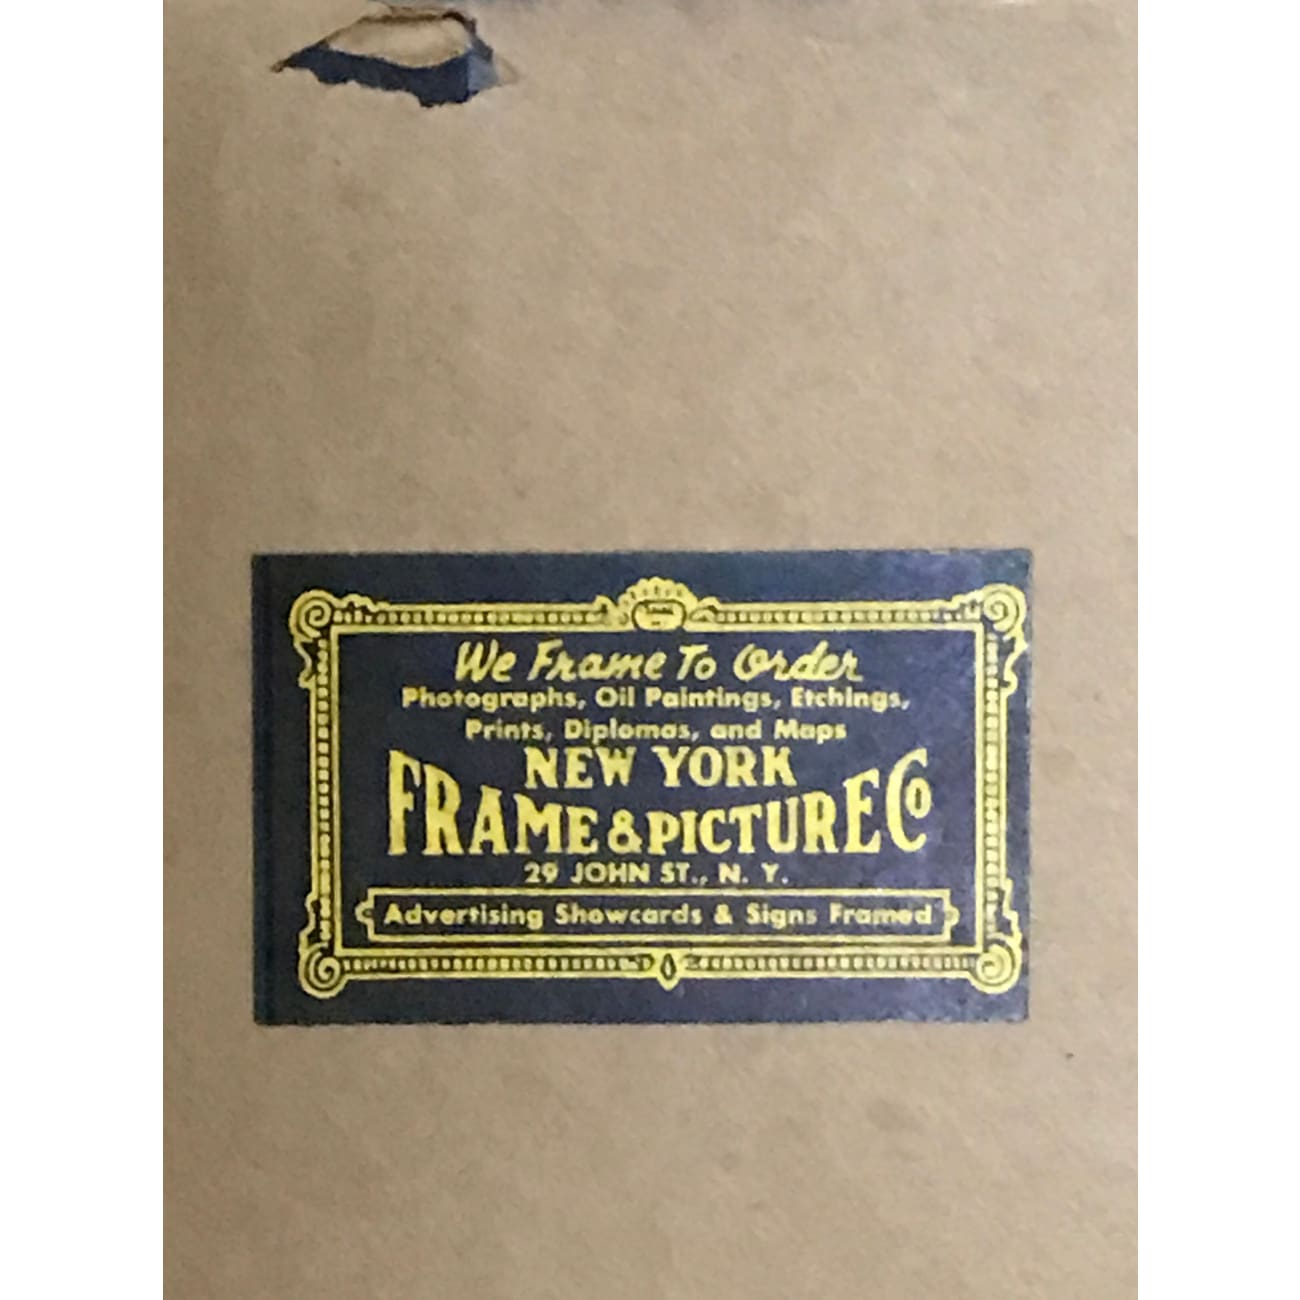 We Frame To Order
Photographs, Oil Paintings, Etchings,
Prints, Diplomas, and Maps
NEW YORK
FRAME & PICTURE Co
29 JOHN ST., N. Y.
Advertising Showcards & Signs Framed